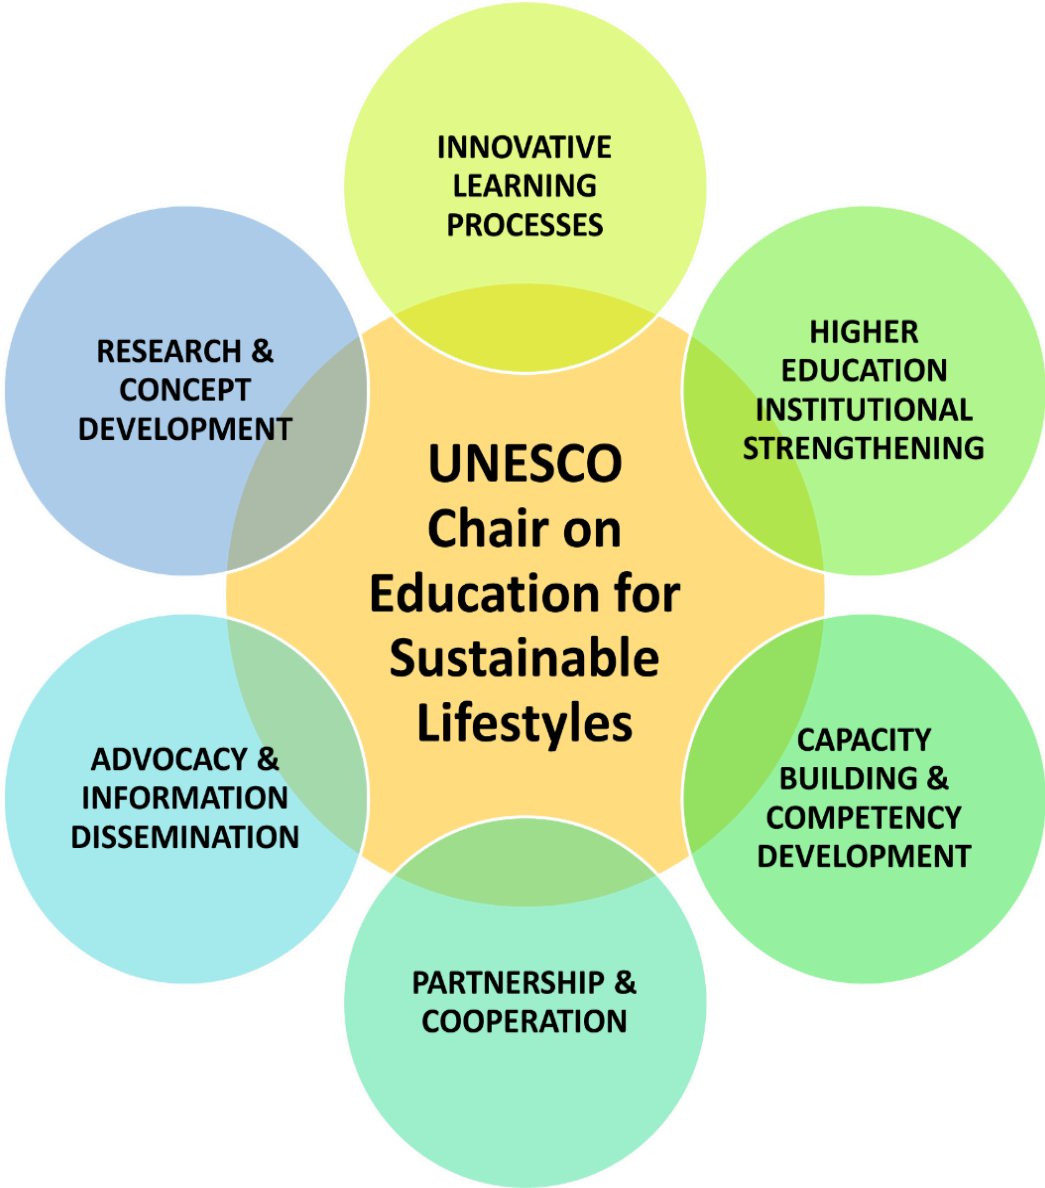 INNOVATIVE
LEARNING
PROCESSES
HIGHER
EDUCATION
INSTITUTIONAL
STRENGTHENING
RESEARCH &
CONCEPT
DEVELOPMENT
UNESCO
Chair on
Education for
Sustainable
Lifestyles
CAPACITY
BUILDING &
COMPETENCY
DEVELOPMENT
ADVOCACY &
INFORMATION
DISSEMINATION
PARTNERSHIP &
COOPERATION